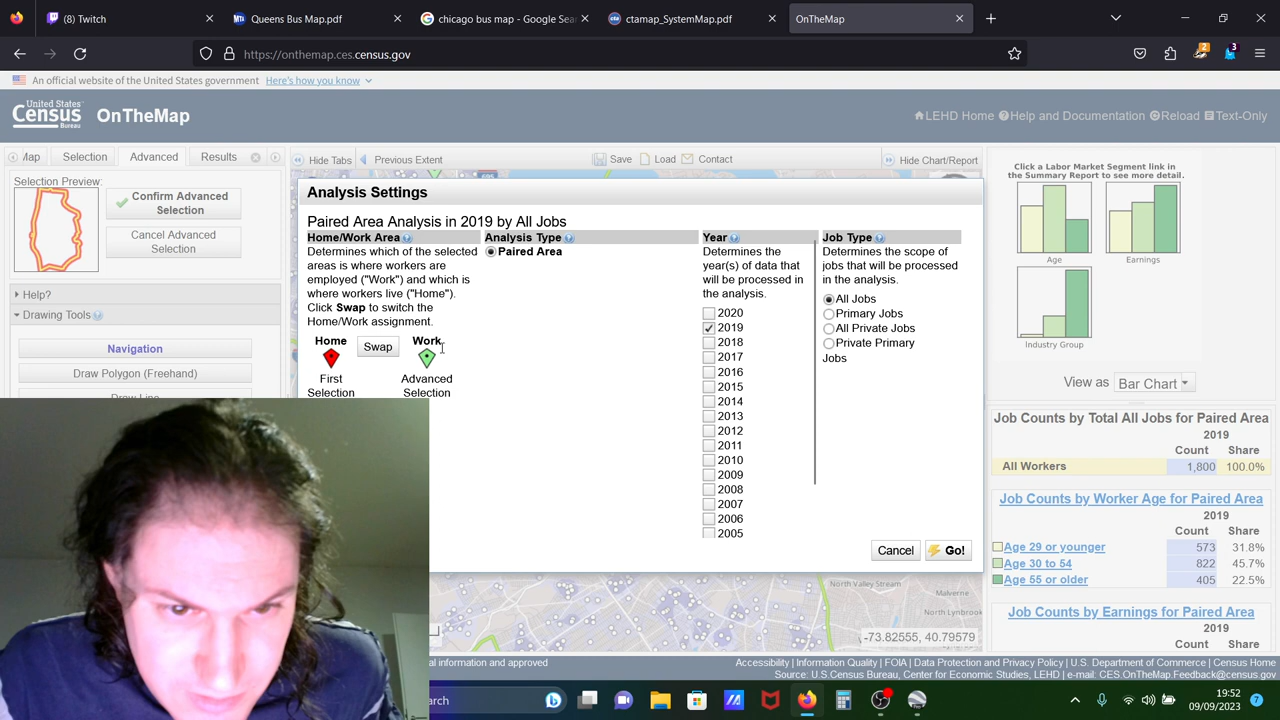 Twitch
Queens Bus Map.pdf
chicago bus map - Google Sea
ctamap_SystemMap.pdf
OnTheMap
https://onthemap.ces.census.gov
2
3
An official website of the United States government Here's how you know
United States
Census
Bureau
OnTheMap
LEHD Home Help and Documentation Reload Text-Only
Map Selection Advanced Results
Hide Tabs Previous Extent Save Load Contact Hide Chart/Report
Selection Preview:
Confirm Advanced
Selection
Cancel Advanced
Selection
Help?
Drawing Tools
Navigation
Draw Polygon (Freehand)
Draw Line
Analysis Settings
Paired Area Analysis in 2019 by All Jobs
Home/Work Area
Determines which of the selected
areas is where workers are
employed ("Work") and which is
where workers live ("Home").
Click Swap to switch the
Home/Work assignment.
Home Swap Work
First
Selection
Advanced
Selection
Analysis Type
Paired Area
Year
Determines the
year(s) of data that
will be processed in
the analysis.
2020
2019
2018
2017
2016
2015
2014
2013
2012
2011
2010
2009
2008
2007
2006
2005
Job Type
Determines the scope of
jobs that will be processed
in the analysis.
All Jobs
Primary Jobs
All Private Jobs
Private Primary
Jobs
Cancel Go!
Click a Labor Market Segment link in
the Summary Report to see more detail.
Age
Earnings
Industry Group
View as Bar Chart
Job Counts by Total All Jobs for Paired Area
2019
Count Share
All Workers 1,800 100.0%
Job Counts by Worker Age for Paired Area
2019
Count Share
Age 29 or younger 573 31.8%
Age 30 to 54 822 45.7%
Age 55 or older 405 22.5%
Job Counts by Earnings for Paired Area
2019
Count Share
North Valley Stream
Malverne
North Lynbrook
-73.82555, 40.79579
al information and approved
Accessibility | Information Quality | FOIA | Data Protection and Privacy Policy | U.S. Department of Commerce | Census Home
Source: U.S.Census Bureau, Center for Economic Studies, LEHD | e-mail: CES.OnTheMap.Feedback@census.gov
earch
19:52
09/09/2023
7